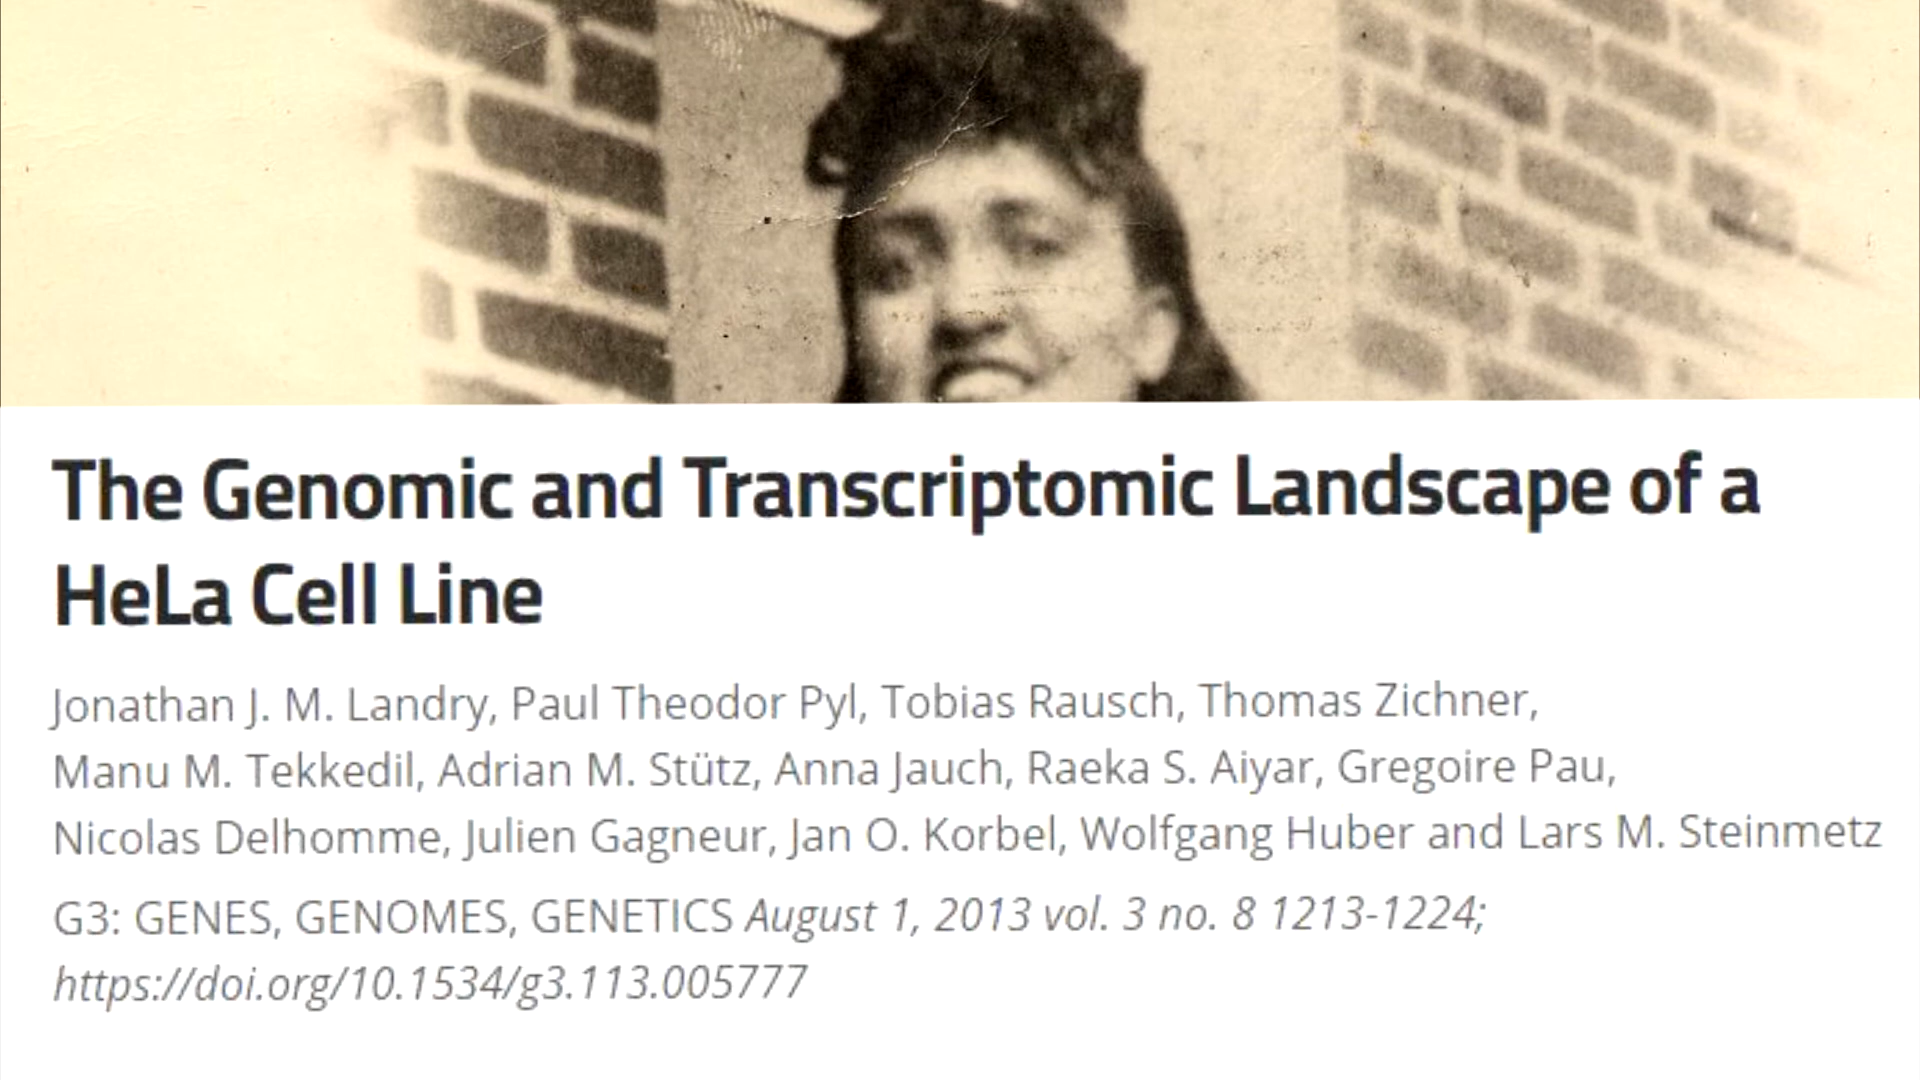 The Genomic and Transcriptomic Landscape of a
HeLa Cell Line
Jonathan J. M. Landry, Paul Theodor Pyl, Tobias Rausch, Thomas Zichner,
Manu M. Tekkedil, Adrian M. Stütz, Anna Jauch, Raeka S. Aiyar, Gregoire Pau,
Nicolas Delhomme, Julien Gagneur, Jan O. Korbel, Wolfgang Huber and Lars M. Steinmetz
G3: GENES, GENOMES, GENETICS August 1, 2013 vol. 3 no. 8 1213-1224;
https://doi.org/10.1534/g3.113.005777